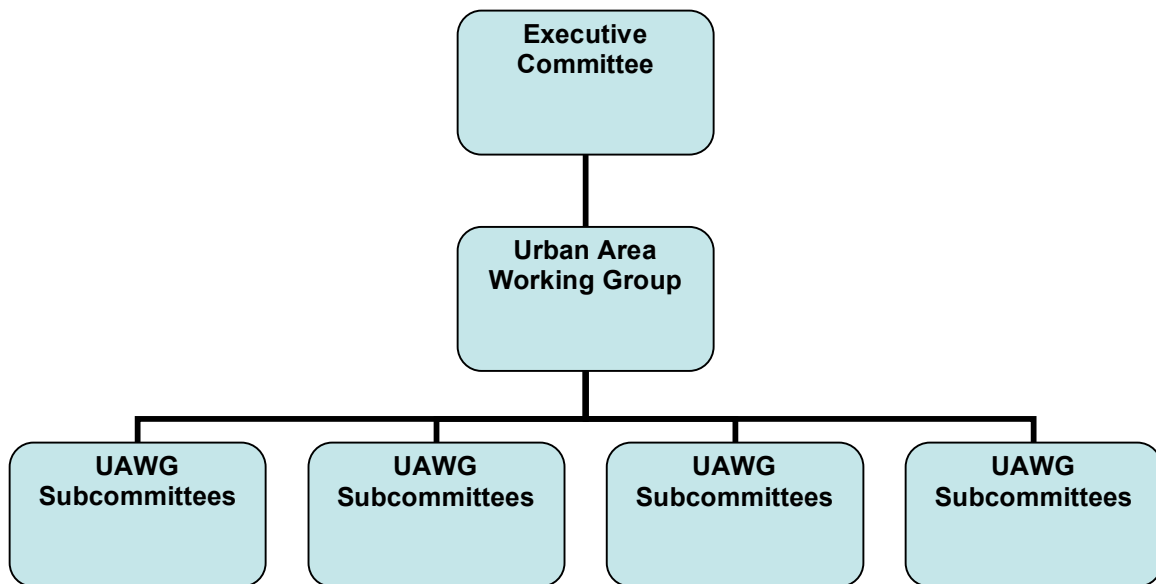 Executive
Committee
Urban Area
Working Group
UAWG
Subcommittees
UAWG
Subcommittees
UAWG
Subcommittees
UAWG
Subcommittees